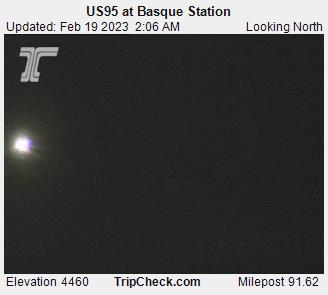 US95 at Basque Station
Updated: Feb 19 2023 2:06 AM Looking North
Elevation 4460 TripCheck.com Milepost 91.62